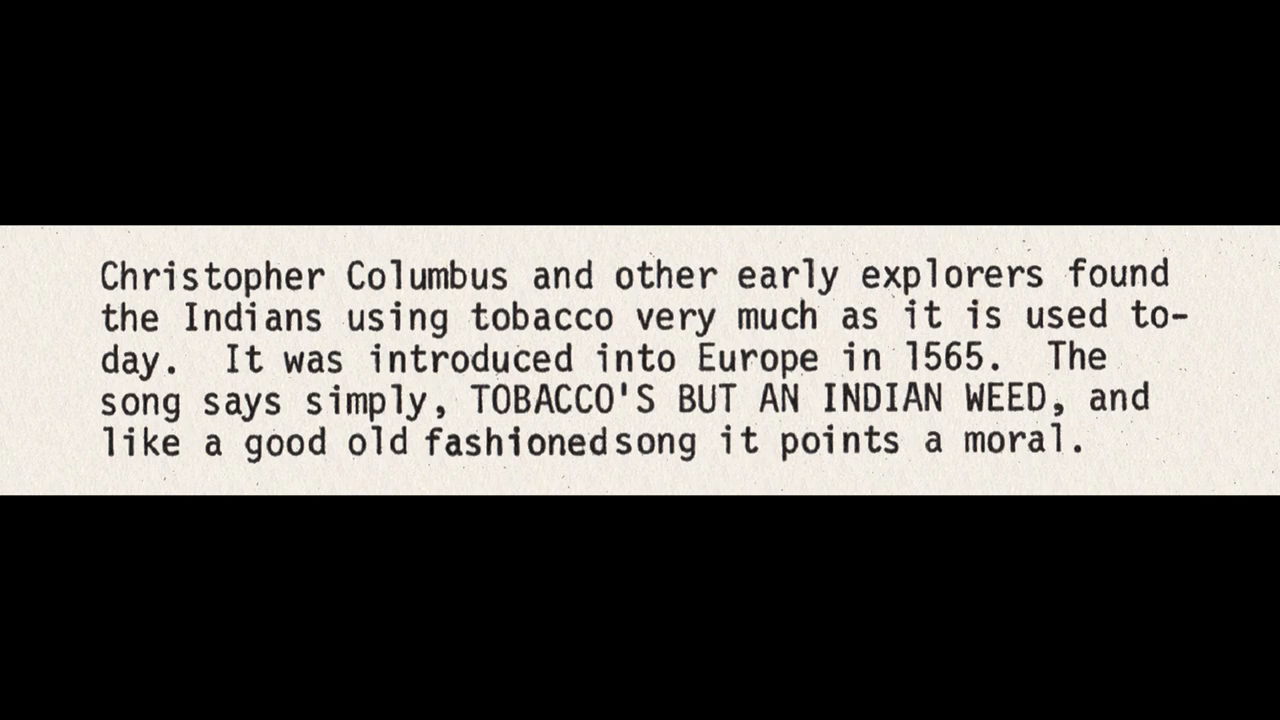 Christopher Columbus and other early explorers found
the Indians using tobacco very much as it is used to-
day.  It was introduced into Europe in 1565.  The
song says simply, TOBACCO'S BUT AN INDIAN WEED, and
like a good old fashioned song it points a moral.